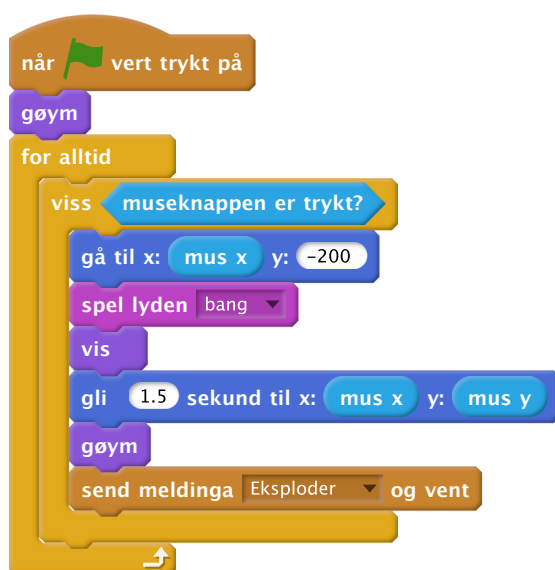 når vert trykt på
gøym
for alltid
viss museknappen er trykt?
gå til x: mus x y: -200
spel lyden bang
vis
gli 1.5 sekund til x: mus x y: mus y
gøym
send meldinga Eksploder og vent